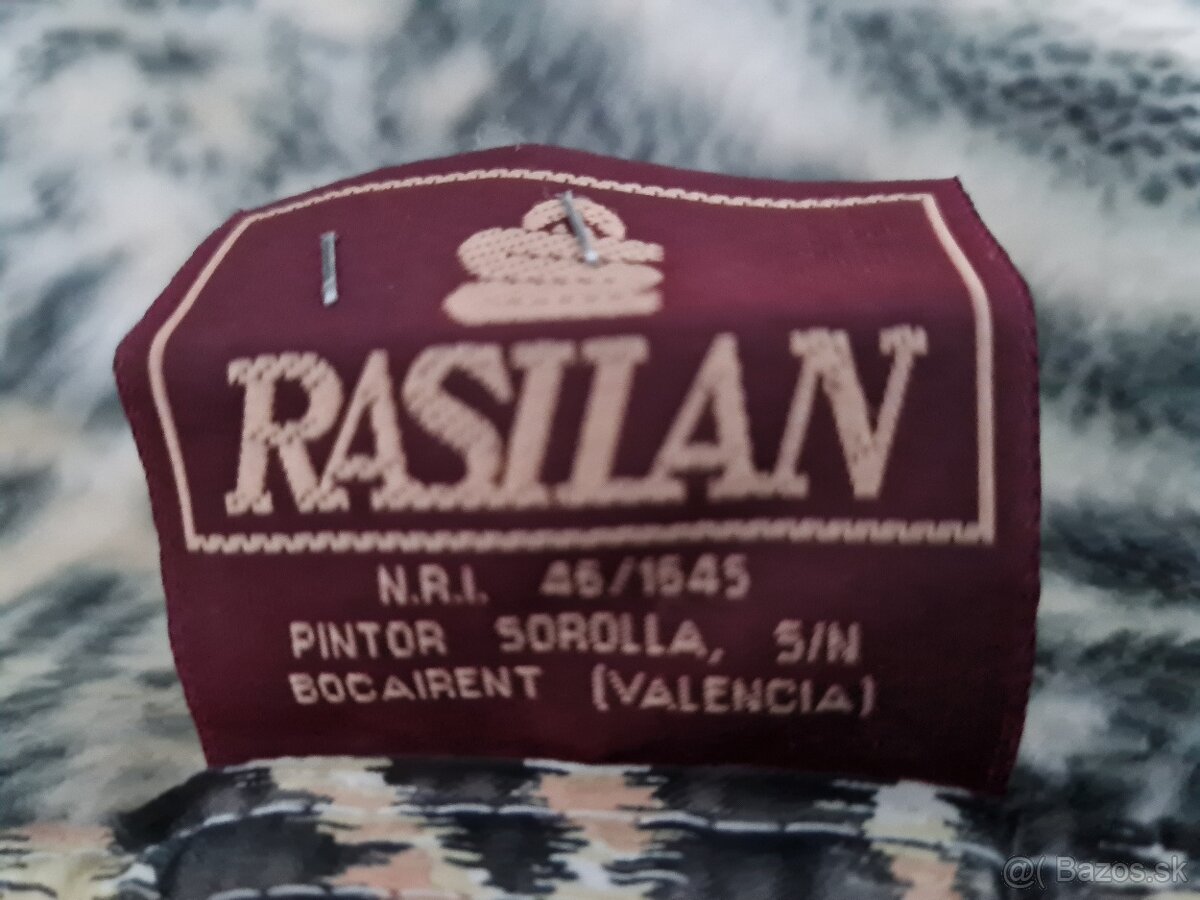 RASILAN
N.R.I. 46/1645
PINTOR SOROLLA, S/N
BOCAIRENT (VALENCIA)
@( Bazos.sk